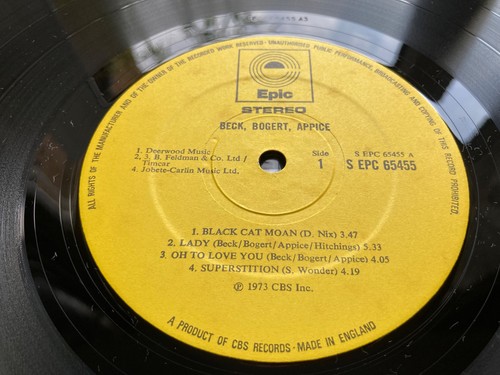 ALL RIGHTS OF THE MANUFACTURER AND OF THE OWNER OF THE RECORDED WORK RESERVED · UNAUTHORISED PUBLIC PERFORMANCE, BROADCASTING AND COPYING OF THIS RECORD PROHIBITED.
Epic
STEREO
BECK, BOGERT, APPICE
1. Deerwood Music
2, 3, B. Feldman & Co. Ltd/
Timcar
4. Jobete-Carlin Music Ltd.
Side
1
S EPC 65455 A
S EPC 65455
1. BLACK CAT MOAN (D. Nix) 3.47
2. LADY (Beck/Bogert/Appice/Hitchings) 5.33
3. OH TO LOVE YOU (Beck/Bogert/Appice) 4.05
4. SUPERSTITION (S. Wonder) 4.19
℗ 1973 CBS Inc.
A PRODUCT OF CBS RECORDS · MADE IN ENGLAND